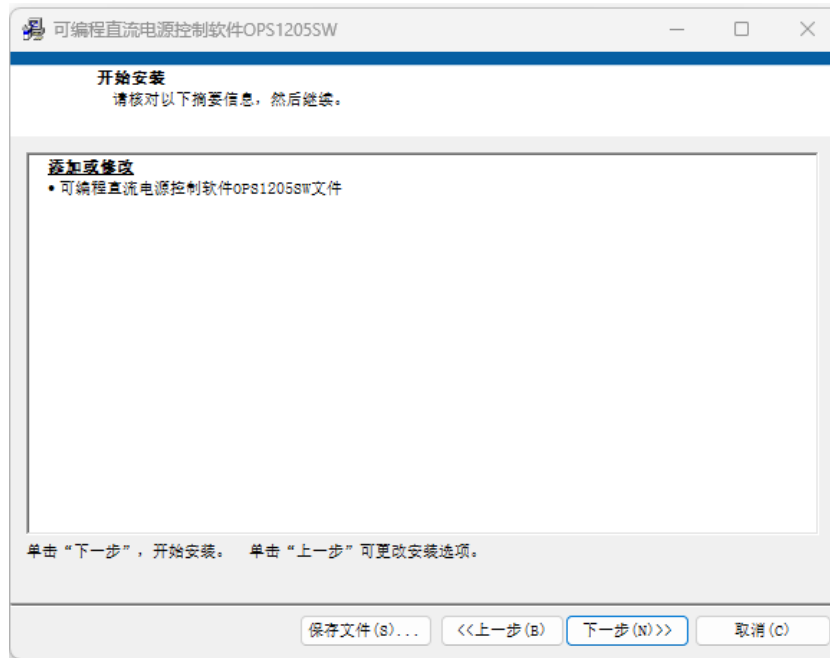 可编程直流电源控制软件OPS1205SW
开始安装
请核对以下摘要信息，然后继续。
添加或修改
• 可编程直流电源控制软件OPS1205SW文件
单击“下一步”，开始安装。 单击“上一步”可更改安装选项。
保存文件(S)... <<上一步(B) 下一步(N)>> 取消(C)